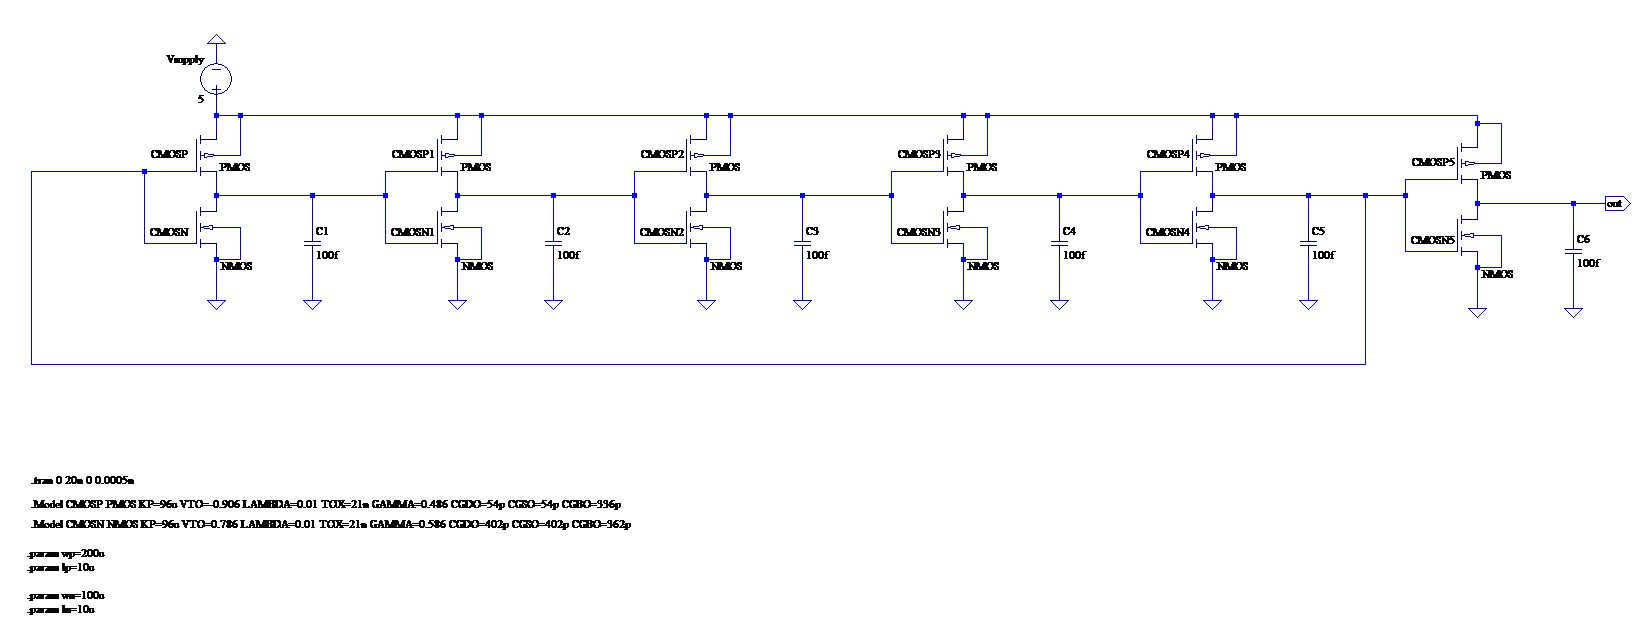 Vsupply
5
CMOSP
PMOS
CMOSP1
PMOS
CMOSP2
PMOS
CMOSP3
PMOS
CMOSP4
PMOS
CMOSP5
PMOS
CMOSN
NMOS
C1
100f
CMOSN1
NMOS
C2
100f
CMOSN2
NMOS
C3
100f
CMOSN3
NMOS
C4
100f
CMOSN4
NMOS
C5
100f
CMOSN5
NMOS
C6
100f
out
.tran 0 20n 0 0.0005n
.Model CMOSP PMOS KP=96u VTO=-0.906 LAMBDA=0.01 TOX=21n GAMMA=0.486 CGDO=54p CGSO=54p CGBO=336p
.Model CMOSN NMOS KP=96u VTO=0.786 LAMBDA=0.01 TOX=21n GAMMA=0.586 CGDO=402p CGSO=402p CGBO=362p
.param wp=200n
.param lp=10n
.param wn=100n
.param ln=10n